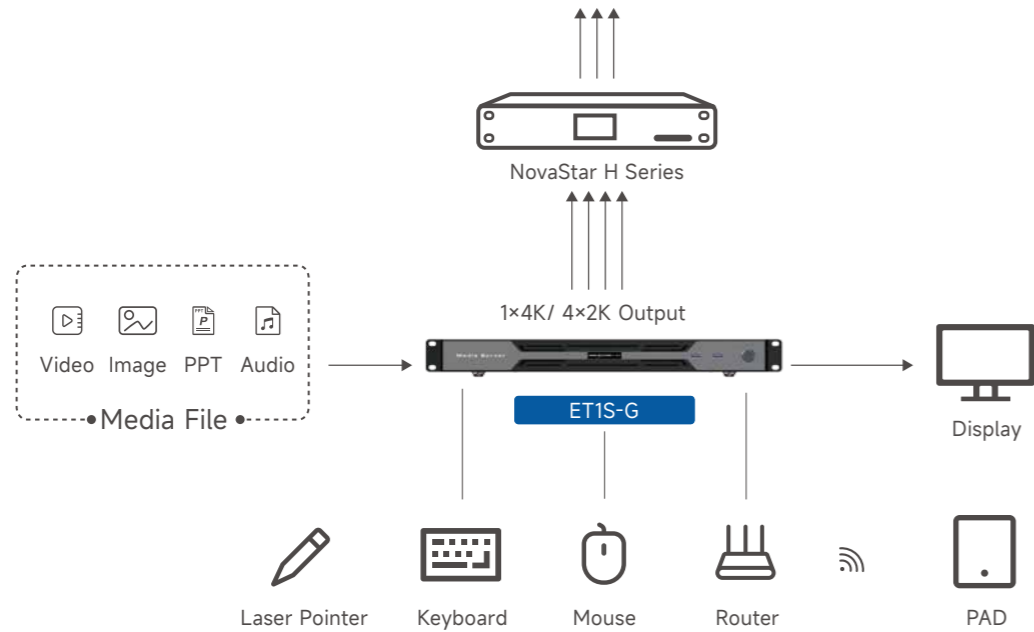 NovaStar H Series
1×4K/ 4×2K Output
Video Image PPT Audio
Media File
Media Server
ET1S-G
Display
Laser Pointer Keyboard Mouse Router PAD